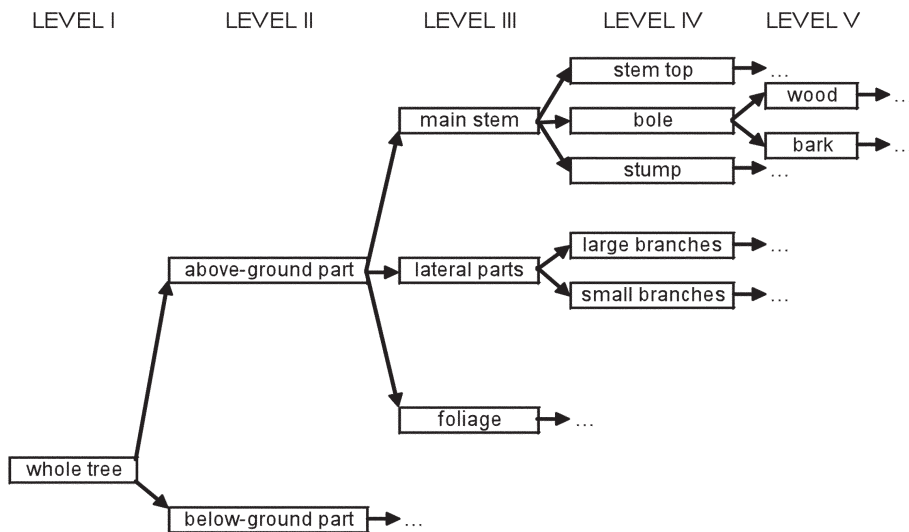 LEVEL I LEVEL II LEVEL III LEVEL IV LEVEL V
stem top ...
wood ...
main stem bole
bark ...
stump ...
large branches ...
above-ground part lateral parts
small branches ...
foliage ...
whole tree
below-ground part ...